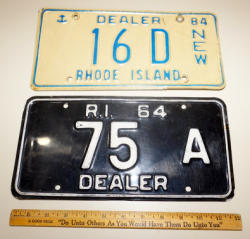 DEALER 84
16 D NEW
RHODE ISLAND
R.I. 64
75 A
DEALER
"Do Unto Others As You Would Have Them Do Unto You"